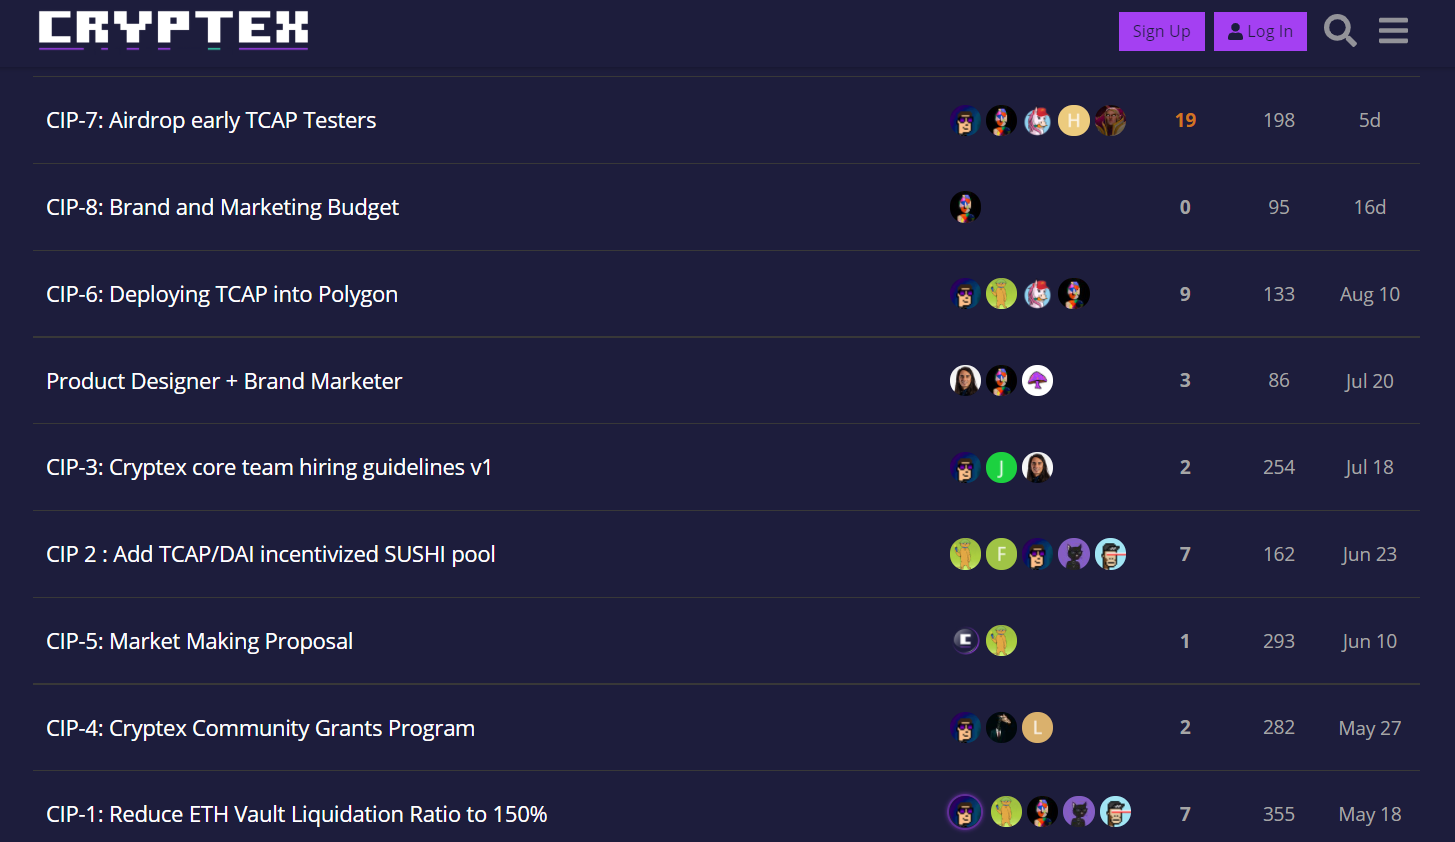 CRYPTEX
Sign Up Log In
CIP-7: Airdrop early TCAP Testers H 19 198 5d
CIP-8: Brand and Marketing Budget 0 95 16d
CIP-6: Deploying TCAP into Polygon 9 133 Aug 10
Product Designer + Brand Marketer 3 86 Jul 20
CIP-3: Cryptex core team hiring guidelines v1 J 2 254 Jul 18
CIP 2 : Add TCAP/DAI incentivized SUSHI pool F 7 162 Jun 23
CIP-5: Market Making Proposal C 1 293 Jun 10
CIP-4: Cryptex Community Grants Program L 2 282 May 27
CIP-1: Reduce ETH Vault Liquidation Ratio to 150% 7 355 May 18